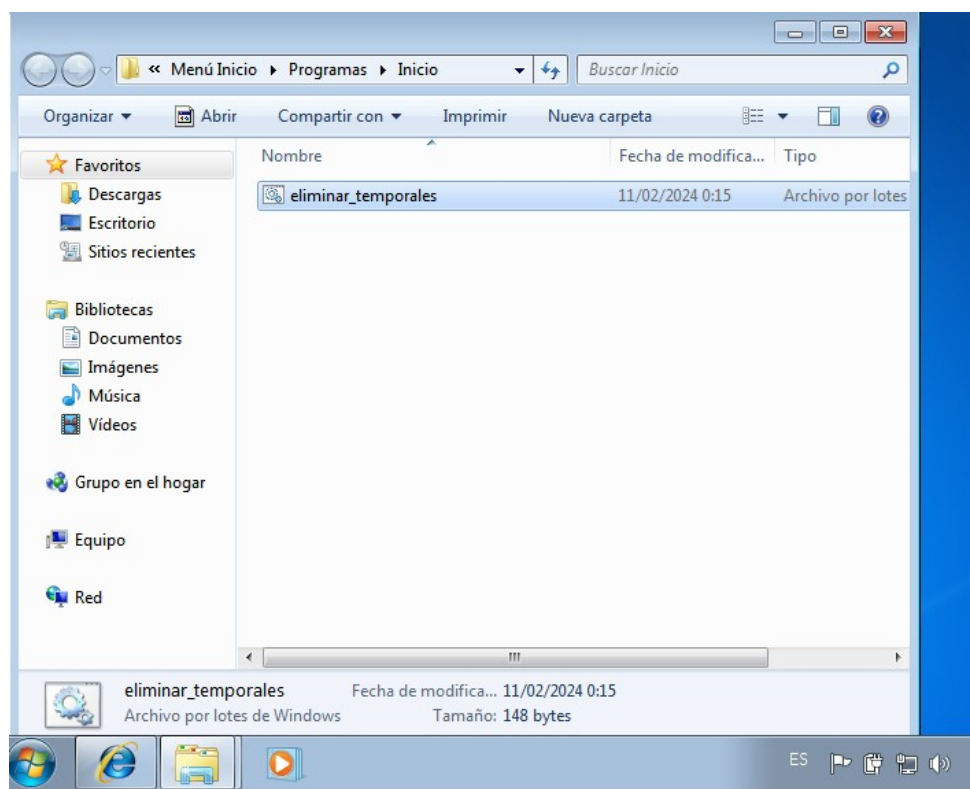 « Menú Inicio ▸ Programas ▸ Inicio
Buscar Inicio
Organizar
Abrir
Compartir con
Imprimir
Nueva carpeta
Favoritos
Descargas
Escritorio
Sitios recientes
Bibliotecas
Documentos
Imágenes
Música
Vídeos
Grupo en el hogar
Equipo
Red
Nombre Fecha de modifica... Tipo
eliminar_temporales 11/02/2024 0:15 Archivo por lotes
eliminar_temporales Fecha de modifica... 11/02/2024 0:15
Archivo por lotes de Windows Tamaño: 148 bytes
ES